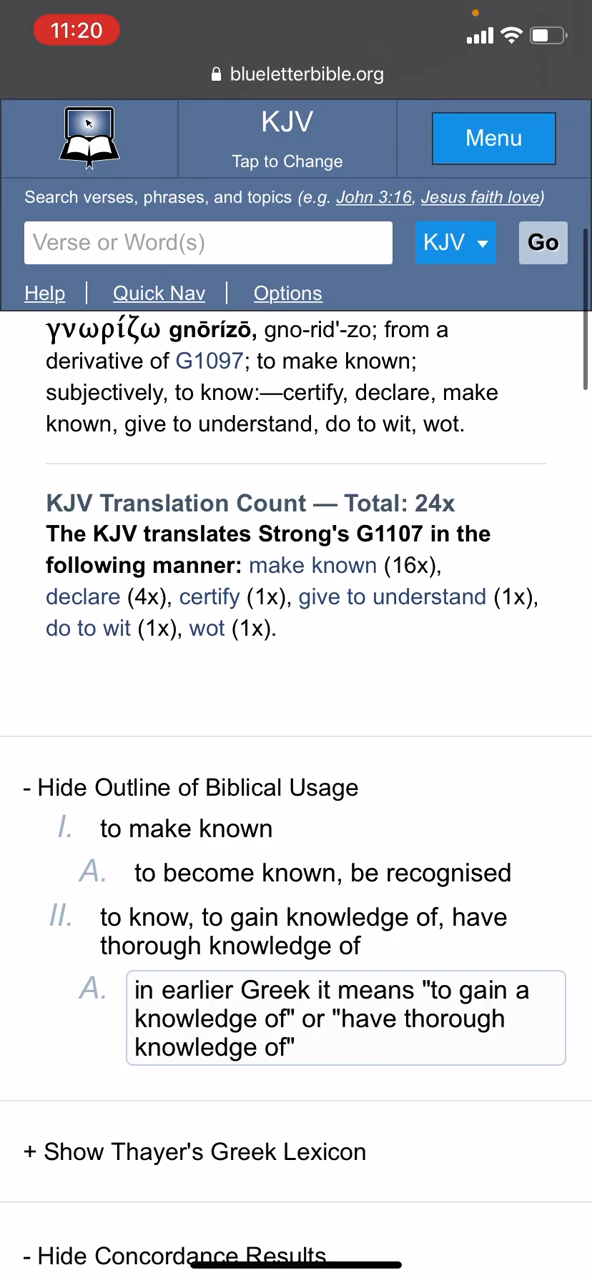 11:20
blueletterbible.org
KJV
Tap to Change
Menu
Search verses, phrases, and topics (e.g. John 3:16, Jesus faith love)
Verse or Word(s)
KJV
Go
Help | Quick Nav | Options
γνωρίζω gnōrízō, gno-rid'-zo; from a
derivative of G1097; to make known;
subjectively, to know:—certify, declare, make
known, give to understand, do to wit, wot.
KJV Translation Count — Total: 24x
The KJV translates Strong's G1107 in the
following manner: make known (16x),
declare (4x), certify (1x), give to understand (1x),
do to wit (1x), wot (1x).
- Hide Outline of Biblical Usage
I. to make known
A. to become known, be recognised
II. to know, to gain knowledge of, have
thorough knowledge of
A. in earlier Greek it means "to gain a
knowledge of" or "have thorough
knowledge of"
+ Show Thayer's Greek Lexicon
- Hide Concordance Results